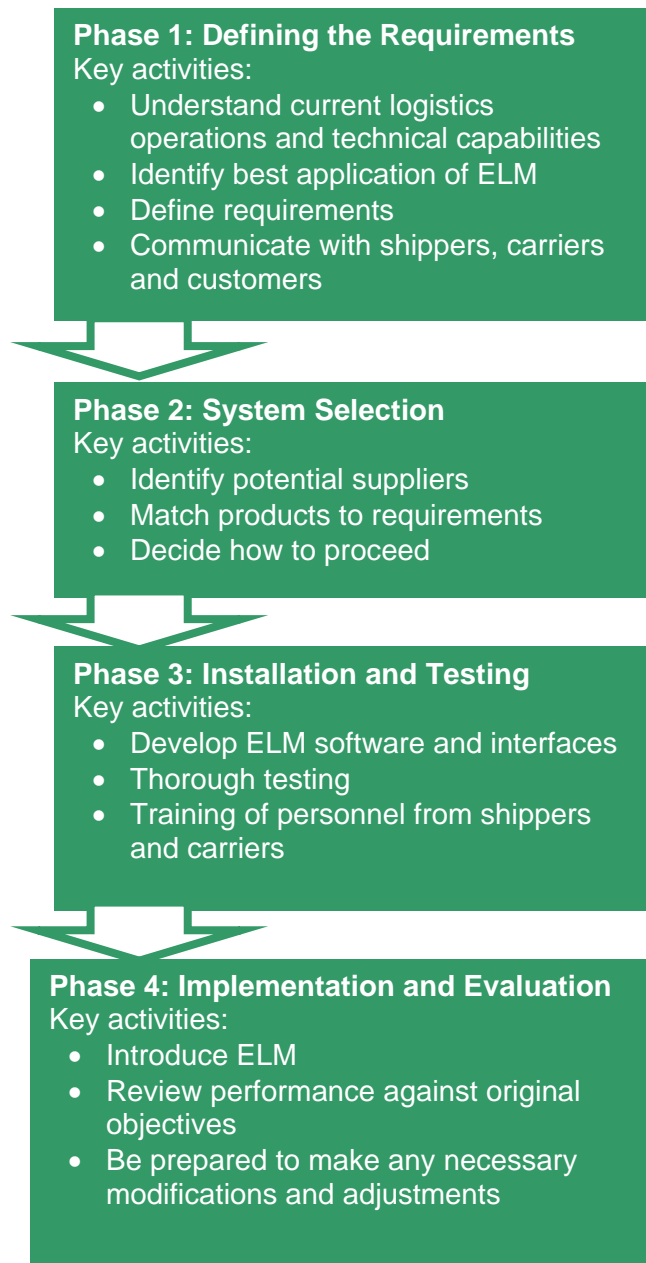 Phase 1: Defining the Requirements
Key activities:
• Understand current logistics
operations and technical capabilities
• Identify best application of ELM
• Define requirements
• Communicate with shippers, carriers
and customers
Phase 2: System Selection
Key activities:
• Identify potential suppliers
• Match products to requirements
• Decide how to proceed
Phase 3: Installation and Testing
Key activities:
• Develop ELM software and interfaces
• Thorough testing
• Training of personnel from shippers
and carriers
Phase 4: Implementation and Evaluation
Key activities:
• Introduce ELM
• Review performance against original
objectives
• Be prepared to make any necessary
modifications and adjustments